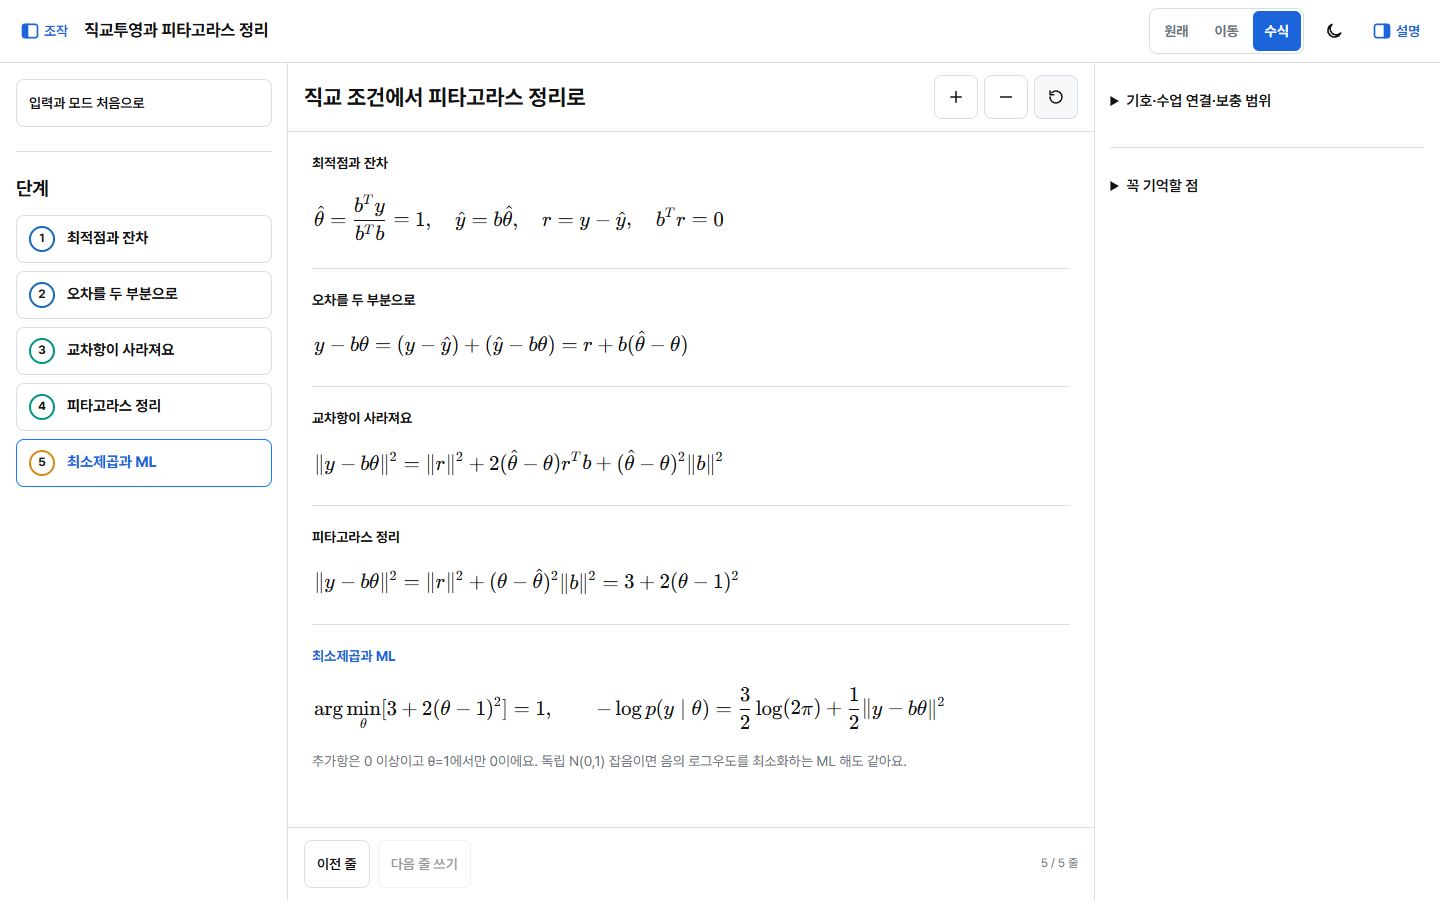 조작 직교투영과 피타고라스 정리 원래 이동 수식 설명
입력과 모드 처음으로
단계
1 최적점과 잔차
2 오차를 두 부분으로
3 교차항이 사라져요
4 피타고라스 정리
5 최소제곱과 ML
직교 조건에서 피타고라스 정리로
최적점과 잔차
θ̂ = bᵀy / bᵀb = 1, ŷ = bθ̂, r = y − ŷ, bᵀr = 0
오차를 두 부분으로
y − bθ = (y − ŷ) + (ŷ − bθ) = r + b(θ̂ − θ)
교차항이 사라져요
‖y − bθ‖² = ‖r‖² + 2(θ̂ − θ)rᵀb + (θ̂ − θ)²‖b‖²
피타고라스 정리
‖y − bθ‖² = ‖r‖² + (θ − θ̂)²‖b‖² = 3 + 2(θ − 1)²
최소제곱과 ML
arg min θ [3 + 2(θ − 1)²] = 1, − log p(y | θ) = 3/2 log(2π) + 1/2 ‖y − bθ‖²
추가항은 0 이상이고 θ=1에서만 0이에요. 독립 N(0,1) 잡음이면 음의 로그우도를 최소화하는 ML 해도 같아요.
이전 줄 다음 줄 쓰기 5 / 5 줄
▶ 기호·수업 연결·보충 범위
▶ 꼭 기억할 점